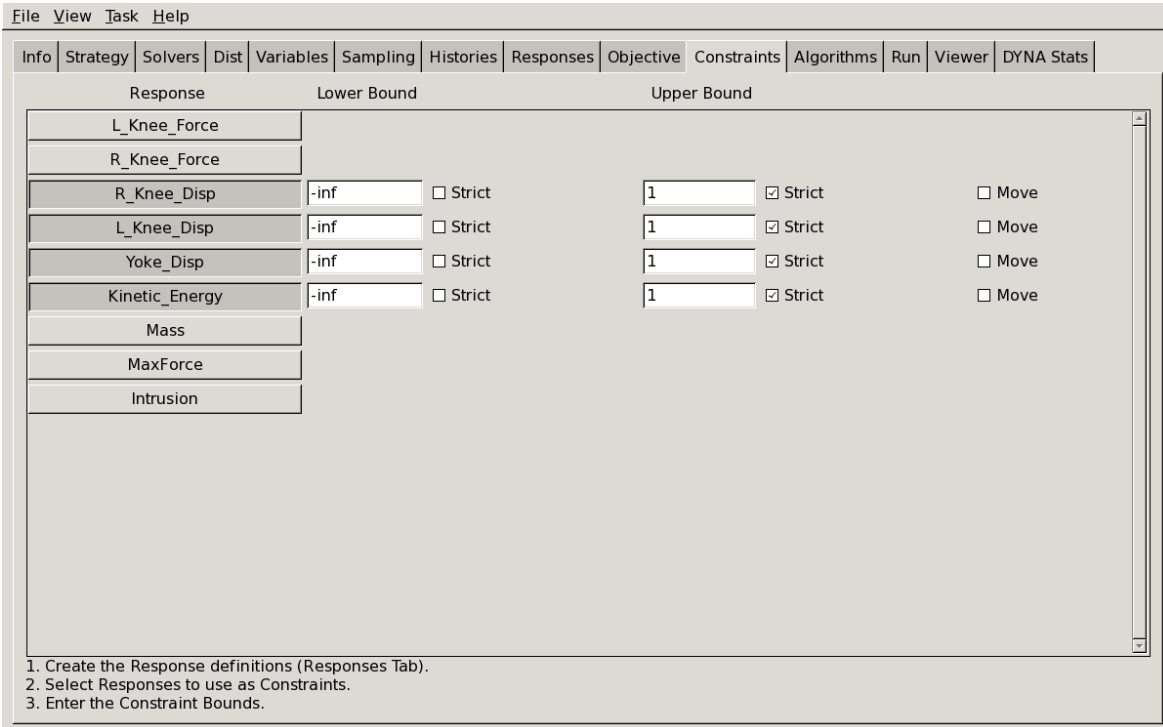 File View Task Help
Info Strategy Solvers Dist Variables Sampling Histories Responses Objective Constraints Algorithms Run Viewer DYNA Stats
Response Lower Bound Upper Bound
L_Knee_Force
R_Knee_Force
R_Knee_Disp -inf Strict 1 Strict Move
L_Knee_Disp -inf Strict 1 Strict Move
Yoke_Disp -inf Strict 1 Strict Move
Kinetic_Energy -inf Strict 1 Strict Move
Mass
MaxForce
Intrusion
1. Create the Response definitions (Responses Tab).
2. Select Responses to use as Constraints.
3. Enter the Constraint Bounds.